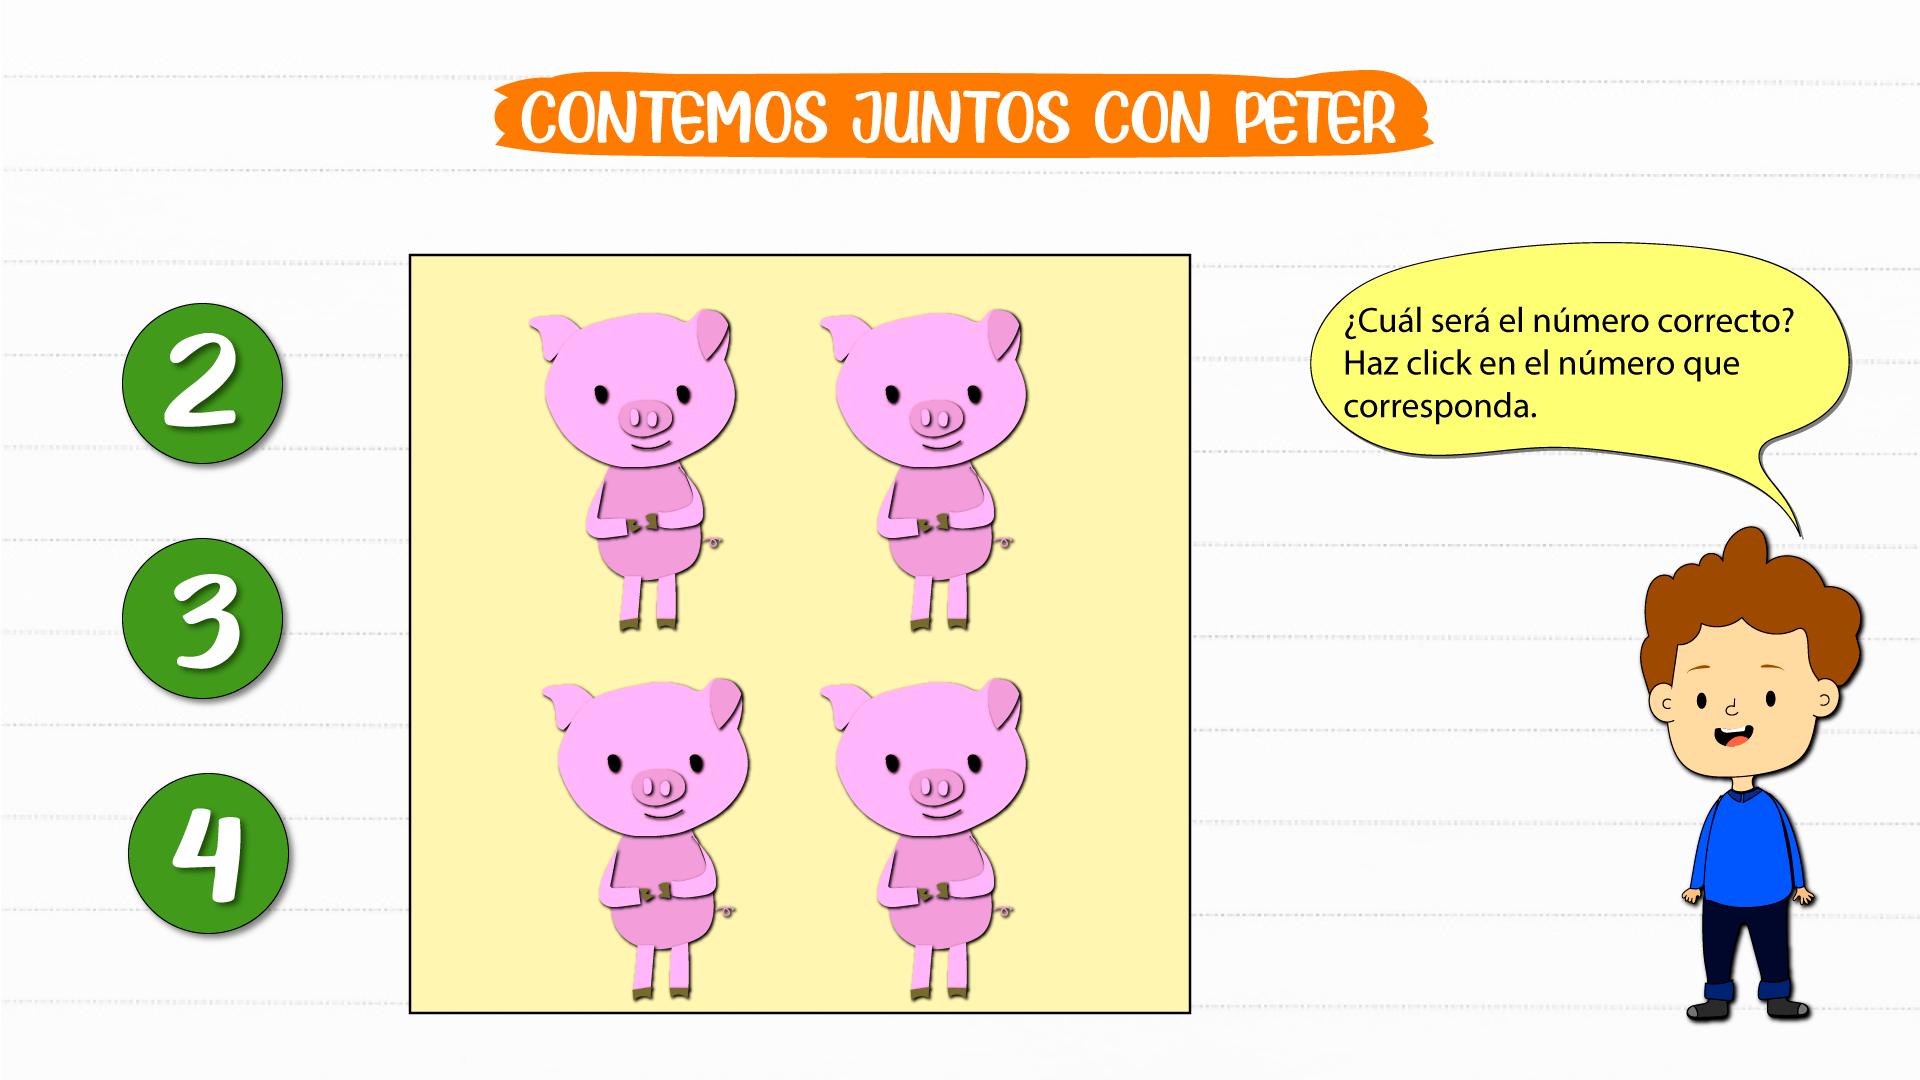 CONTEMOS JUNTOS CON PETER
2
3
4
¿Cuál será el número correcto?
Haz click en el número que
corresponda.